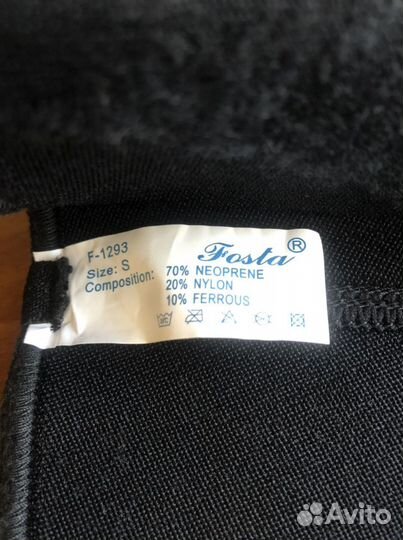 Fosta®
F-1293
Size: S
Composition: 70% NEOPRENE
20% NYLON
10% FERROUS
Avito